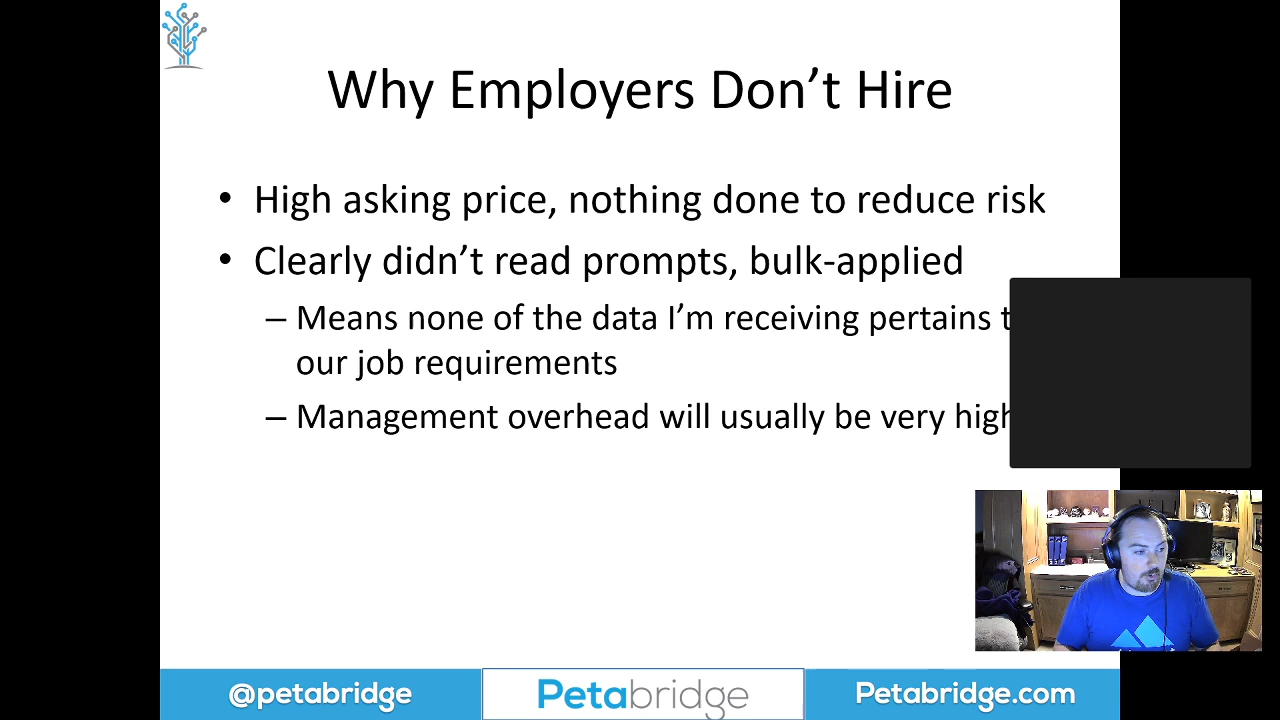 Why Employers Don’t Hire
• High asking price, nothing done to reduce risk
• Clearly didn’t read prompts, bulk-applied
– Means none of the data I’m receiving pertains
our job requirements
– Management overhead will usually be very high
@petabridge
Petabridge
Petabridge.com